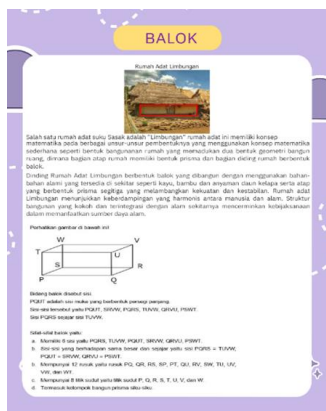 BALOK
Rumah Adat Limbungan
Salah satu rumah adat suku Sasak adalah "Limbungan" rumah adat ini memiliki konsep
matematika pada berbagai unsur-unsur pembentuknya yang menggunakan konsep matematika
sederhana seperti bentuk bangunanan rumah yang memadukan dua bentuk geometri bangun
ruang, dimana bagian atap rumah memiliki bentuk prisma dan bagian dinding rumah berbentuk
balok.
Dinding Rumah Adat Limbungan berbentuk balok yang dibangun dengan menggunakan bahan-
bahan alami yang tersedia di sekitar seperti kayu, bambu dan anyaman daun kelapa serta atap
yang berbentuk prisma segitiga yang melambangkan kekuatan dan kestabilan. Rumah adat
Limbungan menunjukkan keberdampingan yang harmonis antara manusia dan alam. Struktur
bangunan yang kokoh dan terintegrasi dengan alam sekitarnya mencerminkan kebijaksanaan
dalam memanfaatkan sumber daya alam.
Perhatikan gambar di bawah ini!
W V
T U
S R
P Q
Bidang balok disebut sisi.
PQUT adalah sisi muka yang berbentuk persegi panjang.
Sisi-sisi tersebut yaitu PQUT, SRVW, PQRS, TUVW, QRVU, PSWT.
Sisi PQRS sejajar sisi TUVW.
Sifat-sifat balok yaitu:
a. Memiliki 6 sisi yaitu PQRS, TUVW, PQUT, SRVW, QRVU, PSWT.
b. Sisi-sisi yang berhadapan sama besar dan sejajar yaitu sisi PQRS = TUVW,
PQUT = SRVW, QRVU = PSWT.
b. Mempunyai 12 rusuk yaitu rusuk PQ, QR, RS, SP, PT, QU, RV, SW, TU, UV,
VW, dan WT.
c. Mempunyai 8 titik sudut yaitu titik sudut P, Q, R, S, T, U, V, dan W.
d. Termasuk kelompok bangun prisma siku-siku.